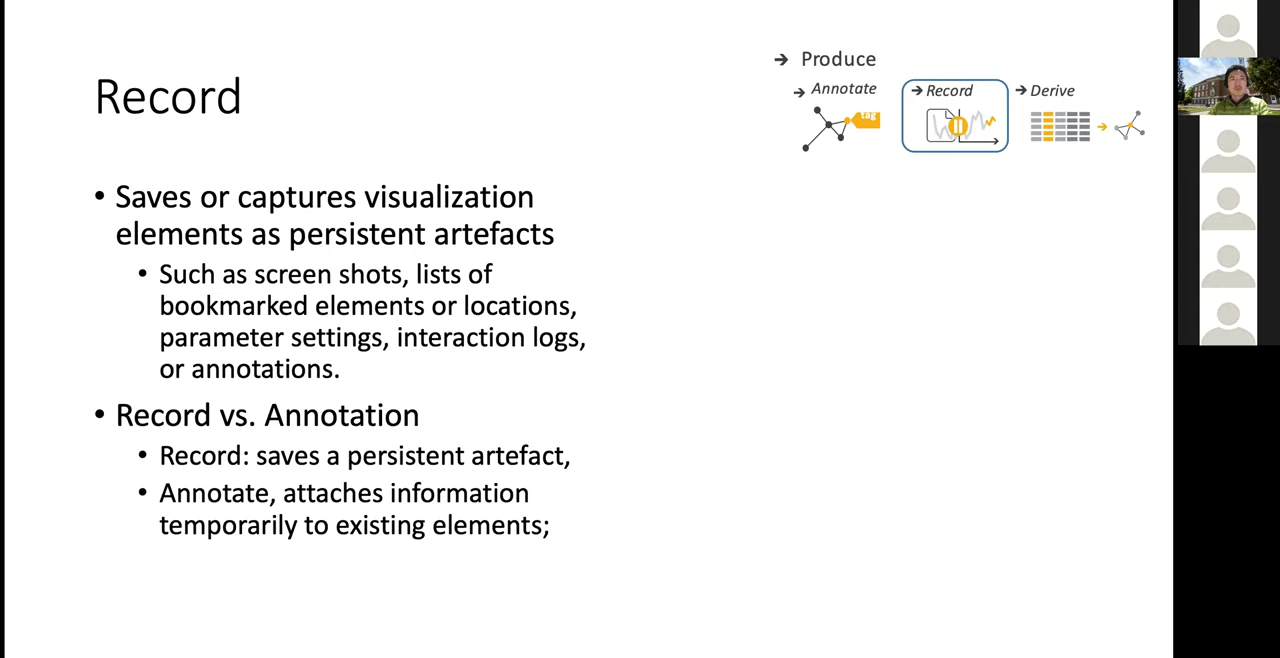 Record
→ Produce
→ Annotate
tag
→ Record
→ Derive
• Saves or captures visualization
elements as persistent artefacts
• Such as screen shots, lists of
bookmarked elements or locations,
parameter settings, interaction logs,
or annotations.
• Record vs. Annotation
• Record: saves a persistent artefact,
• Annotate, attaches information
temporarily to existing elements;